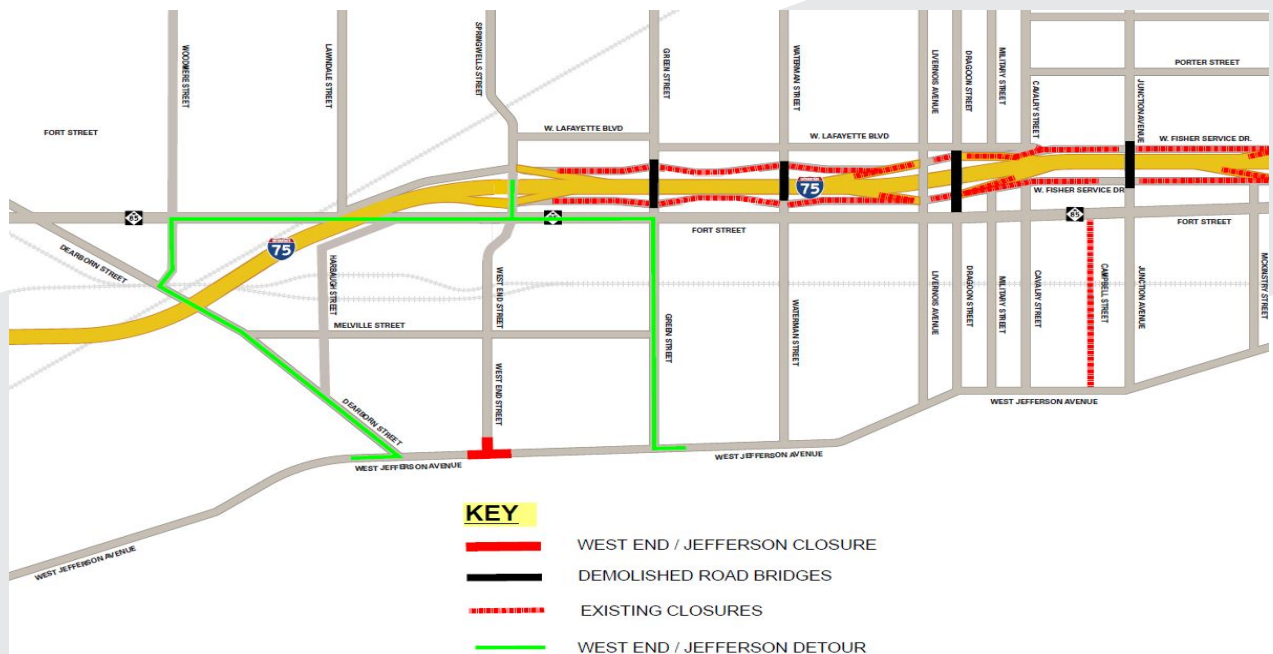 WOODMERE STREET
LAWNDALE STREET
SPRINGWELLS STREET
GREEN STREET
WATERMAN STREET
LIVERNOIS AVENUE
DRAGOON STREET
MILITARY STREET
CAVALRY STREET
JUNCTION AVENUE
PORTER STREET
FORT STREET
W. LAFAYETTE BLVD
W. LAFAYETTE BLVD
W. FISHER SERVICE DR.
INTERSTATE
75
W. FISHER SERVICE DR
85
85
FORT STREET
FORT STREET
DEARBORN STREET
INTERSTATE
75
HARBAUGH STREET
WEST END STREET
LIVERNOIS AVENUE
DRAGOON STREET
MILITARY STREET
CAVALRY STREET
CAMPBELL STREET
JUNCTION AVENUE
MCKINSTRY STREET
MELVILLE STREET
GREEN STREET
WATERMAN STREET
WEST END STREET
DEARBORN STREET
WEST JEFFERSON AVENUE
WEST JEFFERSON AVENUE
WEST JEFFERSON AVENUE
WEST JEFFERSON AVENUE
KEY
WEST END / JEFFERSON CLOSURE
DEMOLISHED ROAD BRIDGES
EXISTING CLOSURES
WEST END / JEFFERSON DETOUR